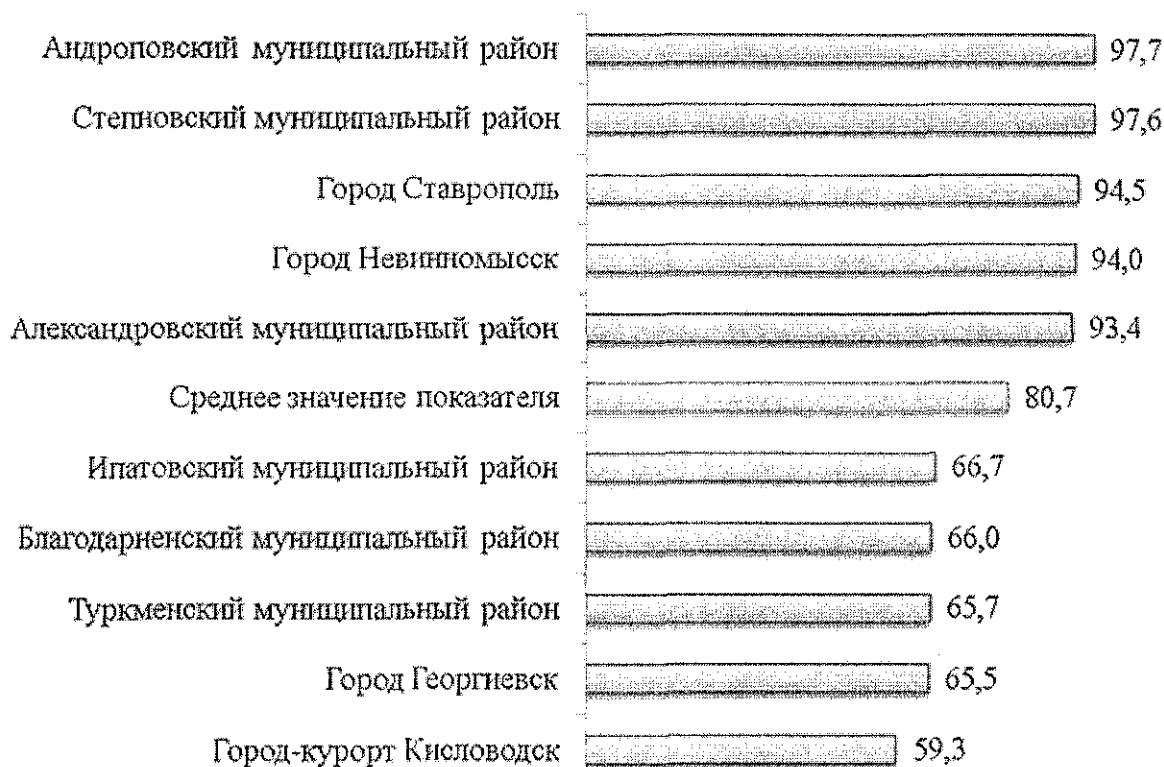 Андроповский муниципальный район 97,7
Степновский муниципальный район 97,6
Город Ставрополь 94,5
Город Невинномысск 94,0
Александровский муниципальный район 93,4
Среднее значение показателя 80,7
Ипатовский муниципальный район 66,7
Благодарненский муниципальный район 66,0
Туркменский муниципальный район 65,7
Город Георгиевск 65,5
Город-курорт Кисловодск 59,3